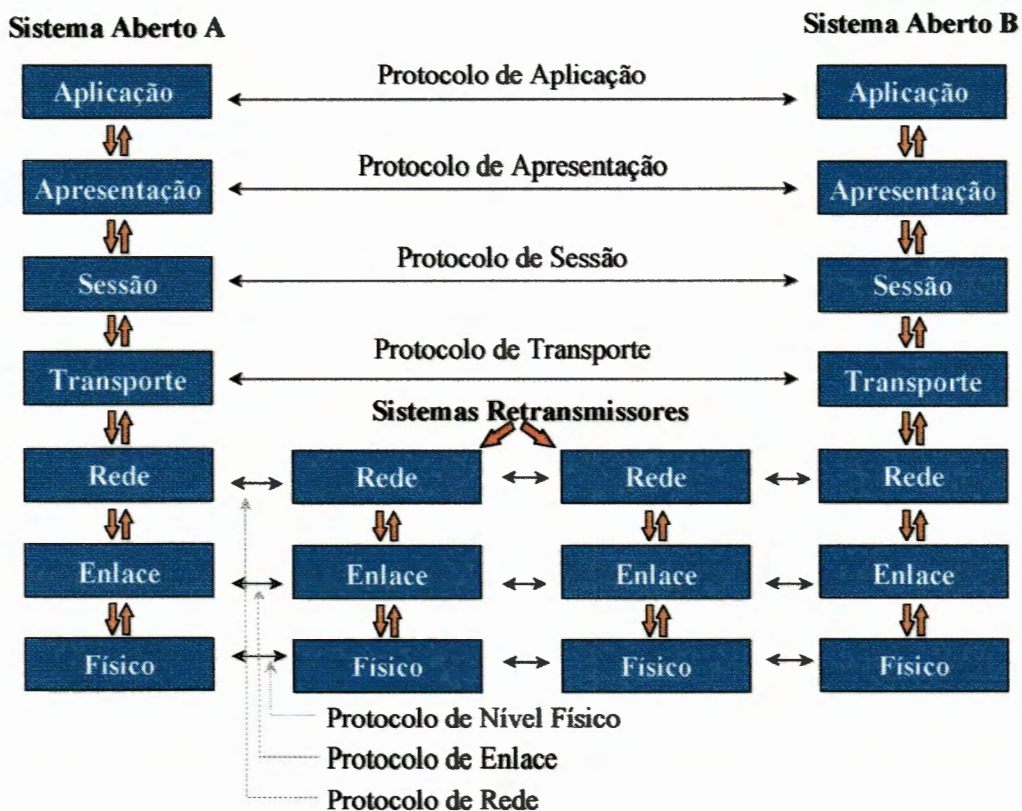 Sistema Aberto A
Sistema Aberto B
Aplicação
Protocolo de Aplicação
Aplicação
Apresentação
Protocolo de Apresentação
Apresentação
Sessão
Protocolo de Sessão
Sessão
Transporte
Protocolo de Transporte
Transporte
Sistemas Retransmissores
Rede
Rede
Rede
Rede
Enlace
Enlace
Enlace
Enlace
Físico
Físico
Físico
Físico
Protocolo de Nível Físico
Protocolo de Enlace
Protocolo de Rede